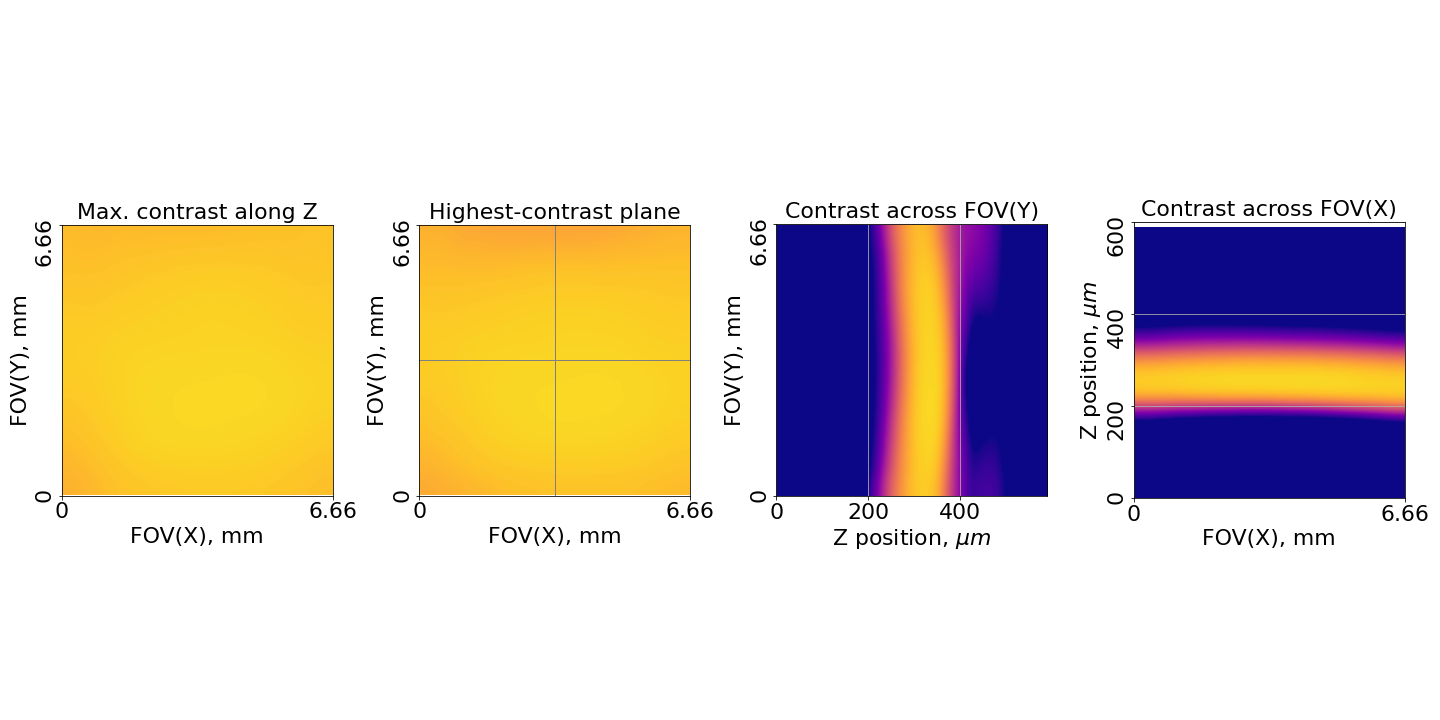 Max. contrast along Z
6.66
FOV(Y), mm
0
0
6.66
FOV(X), mm
Highest-contrast plane
6.66
FOV(Y), mm
0
0
6.66
FOV(X), mm
Contrast across FOV(Y)
6.66
FOV(Y), mm
0
0
200
400
Z position, μm
Contrast across FOV(X)
600
400
200
0
Z position, μm
0
6.66
FOV(X), mm